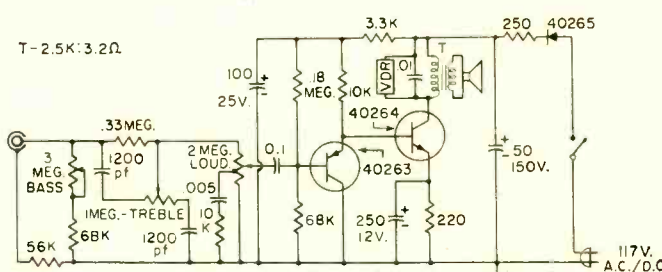 T-2.5K:3.2Ω
3.3K
250
40265
100
25V.
.18
MEG.
10K
VDR
.01
T
40264
40263
.33MEG.
2 MEG.
LOUD.
0.1
3
MEG.
BASS
1200
pf
.005
50
150V.
1MEG.-TREBLE
10
K
68K
1200
pf
68K
250
12V.
220
56K
117V.
A.C./D.C